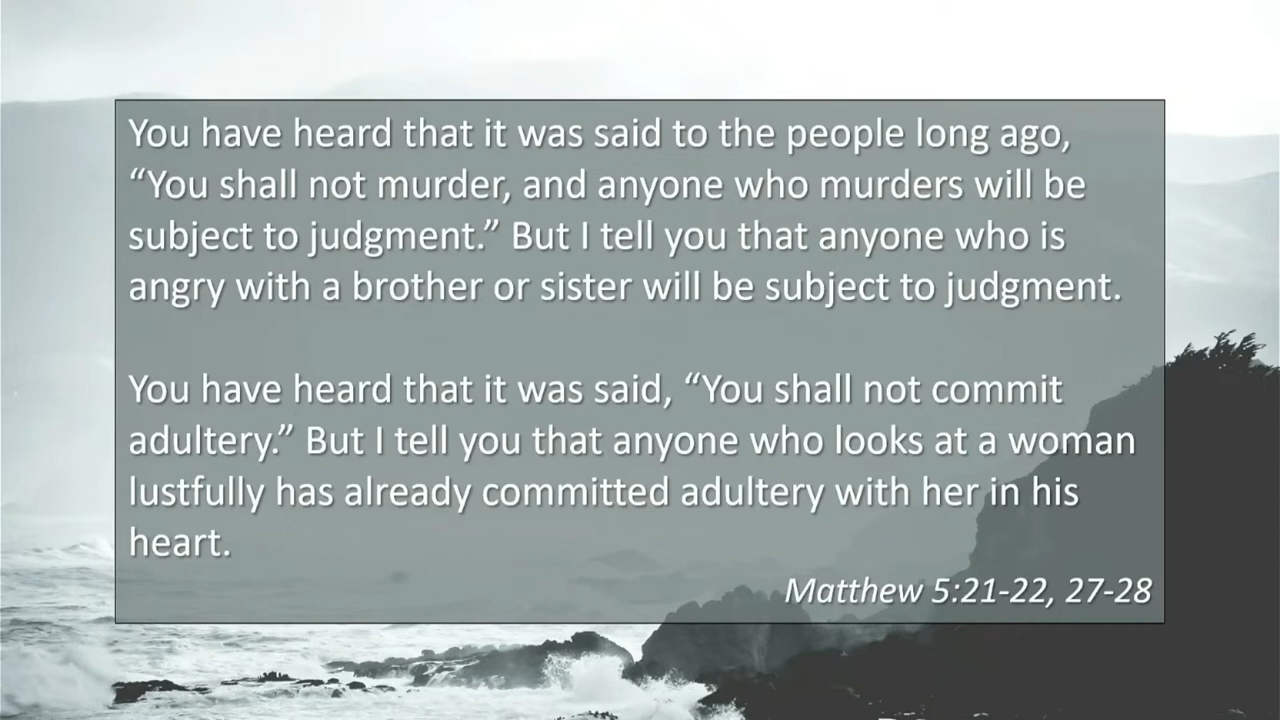 You have heard that it was said to the people long ago,
“You shall not murder, and anyone who murders will be
subject to judgment.” But I tell you that anyone who is
angry with a brother or sister will be subject to judgment.
You have heard that it was said, “You shall not commit
adultery.” But I tell you that anyone who looks at a woman
lustfully has already committed adultery with her in his
heart.
Matthew 5:21-22, 27-28